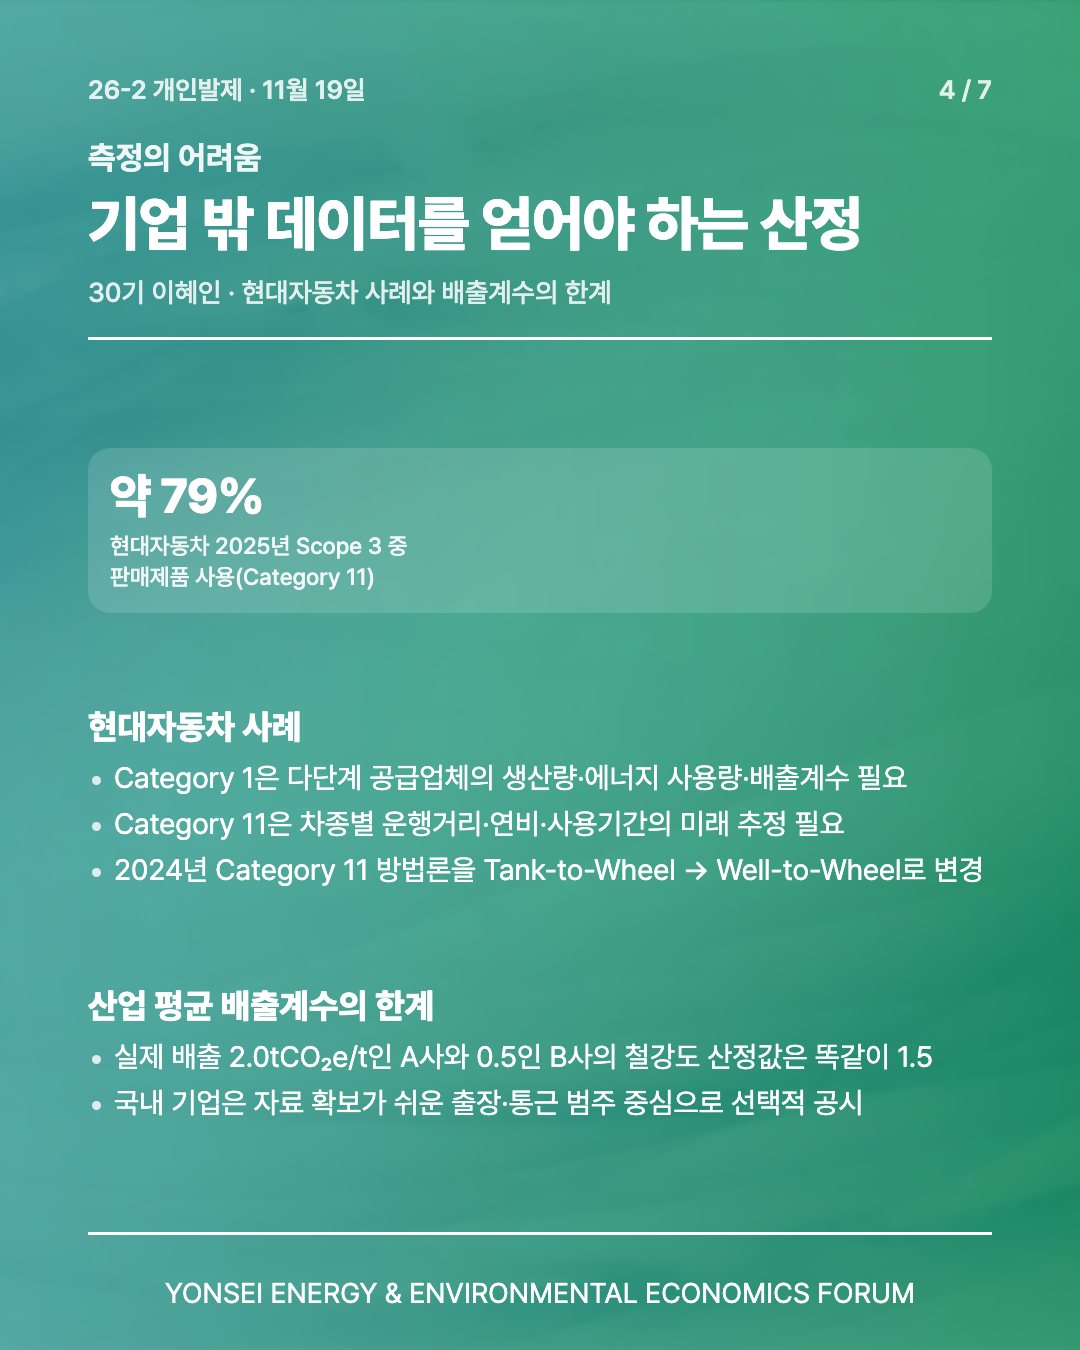 26-2 개인발제 · 11월 19일
4 / 7
측정의 어려움
기업 밖 데이터를 얻어야 하는 산정
30기 이혜인 · 현대자동차 사례와 배출계수의 한계
약 79%
현대자동차 2025년 Scope 3 중
판매제품 사용(Category 11)
현대자동차 사례
• Category 1은 다단계 공급업체의 생산량·에너지 사용량·배출계수 필요
• Category 11은 차종별 운행거리·연비·사용기간의 미래 추정 필요
• 2024년 Category 11 방법론을 Tank-to-Wheel → Well-to-Wheel로 변경
산업 평균 배출계수의 한계
• 실제 배출 2.0tCO₂e/t인 A사와 0.5인 B사의 철강도 산정값은 똑같이 1.5
• 국내 기업은 자료 확보가 쉬운 출장·통근 범주 중심으로 선택적 공시
YONSEI ENERGY & ENVIRONMENTAL ECONOMICS FORUM